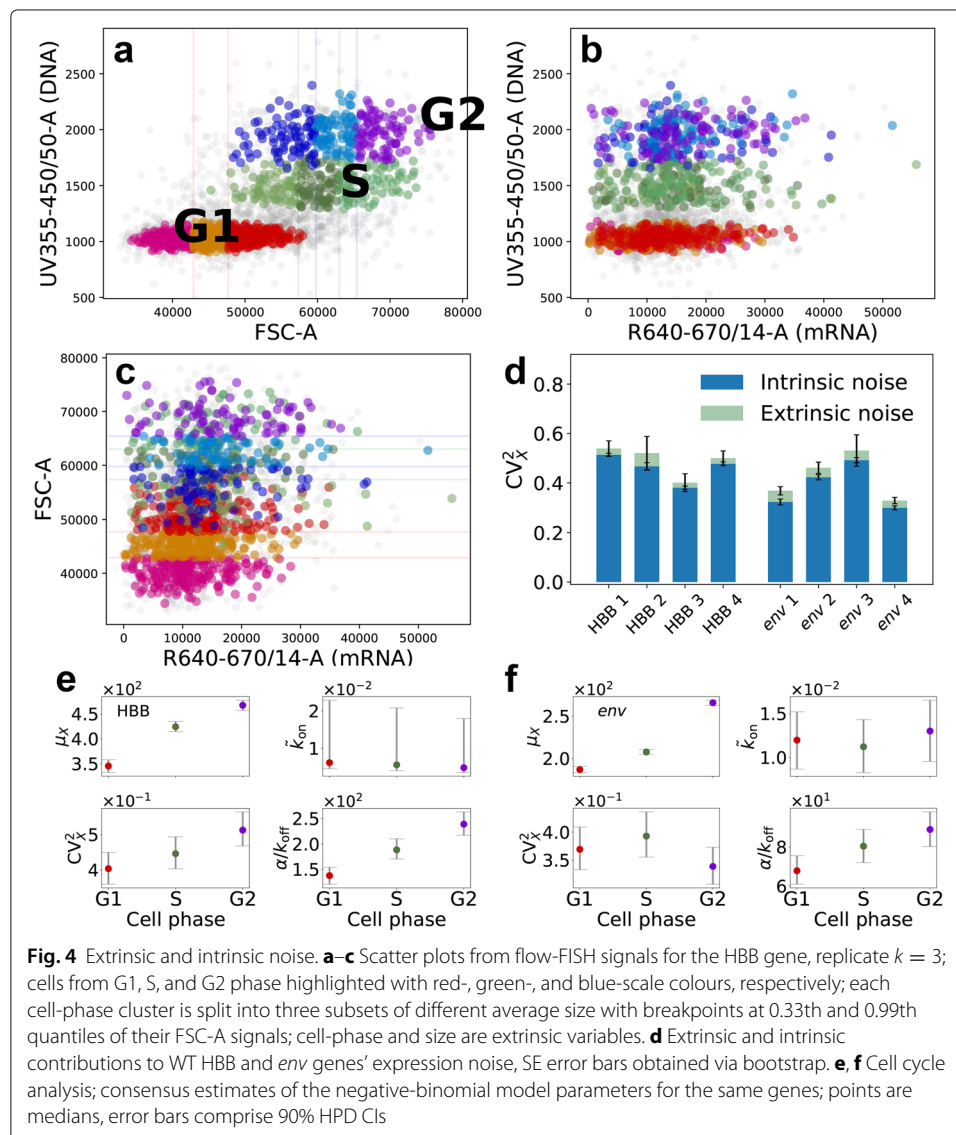 a
UV355-450/50-A (DNA)
2500
2000
1500
1000
500
G1
S
G2
40000 50000 60000 70000 80000
FSC-A
b
UV355-450/50-A (DNA)
2500
2000
1500
1000
500
0 10000 20000 30000 40000 50000
R640-670/14-A (mRNA)
c
FSC-A
80000
70000
60000
50000
40000
0 10000 20000 30000 40000 50000
R640-670/14-A (mRNA)
d
CV²X
0.8
0.6
0.4
0.2
0.0
Intrinsic noise
Extrinsic noise
HBB 1 HBB 2 HBB 3 HBB 4 env 1 env 2 env 3 env 4
e
×10²
HBB
μX
4.5
3.5
×10⁻²
k̃on
1
×10⁻¹
CV²X
5
4
G1 S G2
Cell phase
×10²
α/koff
2.5
2.0
1.5
G1 S G2
Cell phase
f
×10²
env
μX
2.5
2.0
×10⁻²
k̃on
1.5
1.0
×10⁻¹
CV²X
4.0
3.5
G1 S G2
Cell phase
×10¹
α/koff
8
6
G1 S G2
Cell phase
Fig. 4 Extrinsic and intrinsic noise. a–c Scatter plots from flow-FISH signals for the HBB gene, replicate k = 3;
cells from G1, S, and G2 phase highlighted with red-, green-, and blue-scale colours, respectively; each
cell-phase cluster is split into three subsets of different average size with breakpoints at 0.33th and 0.99th
quantiles of their FSC-A signals; cell-phase and size are extrinsic variables. d Extrinsic and intrinsic
contributions to WT HBB and env genes' expression noise, SE error bars obtained via bootstrap. e, f Cell cycle
analysis; consensus estimates of the negative-binomial model parameters for the same genes; points are
medians, error bars comprise 90% HPD CIs